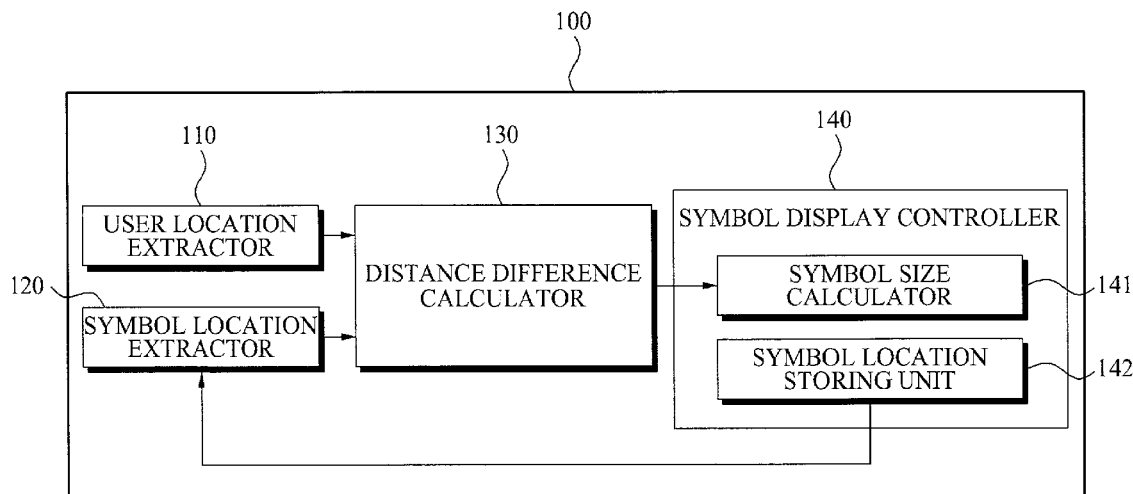 100
110
130
140
USER LOCATION
EXTRACTOR
SYMBOL DISPLAY CONTROLLER
120
DISTANCE DIFFERENCE
CALCULATOR
SYMBOL SIZE
CALCULATOR
141
SYMBOL LOCATION
EXTRACTOR
SYMBOL LOCATION
STORING UNIT
142